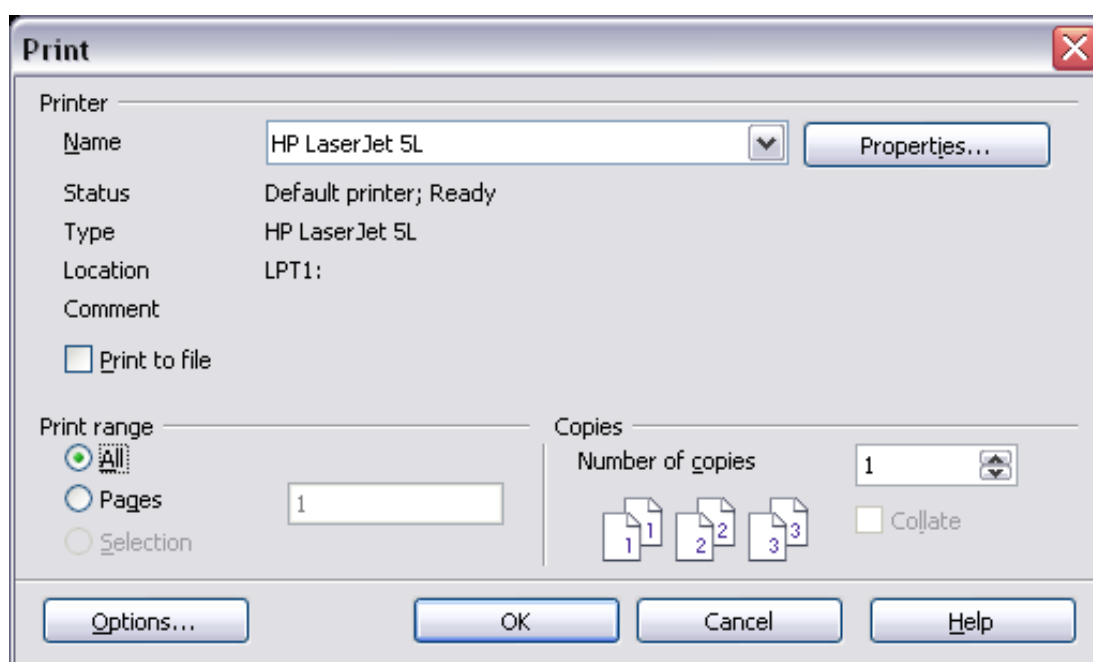 Print
Printer
Name HP LaserJet 5L Properties...
Status Default printer; Ready
Type HP LaserJet 5L
Location LPT1:
Comment
Print to file
Print range Copies
All Number of copies 1
Pages 1 1 1 2 2 3 3 Collate
Selection
Options... OK Cancel Help